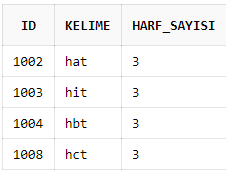 ID KELIME HARF_SAYISI
1002 hat 3
1003 hit 3
1004 hbt 3
1008 hct 3